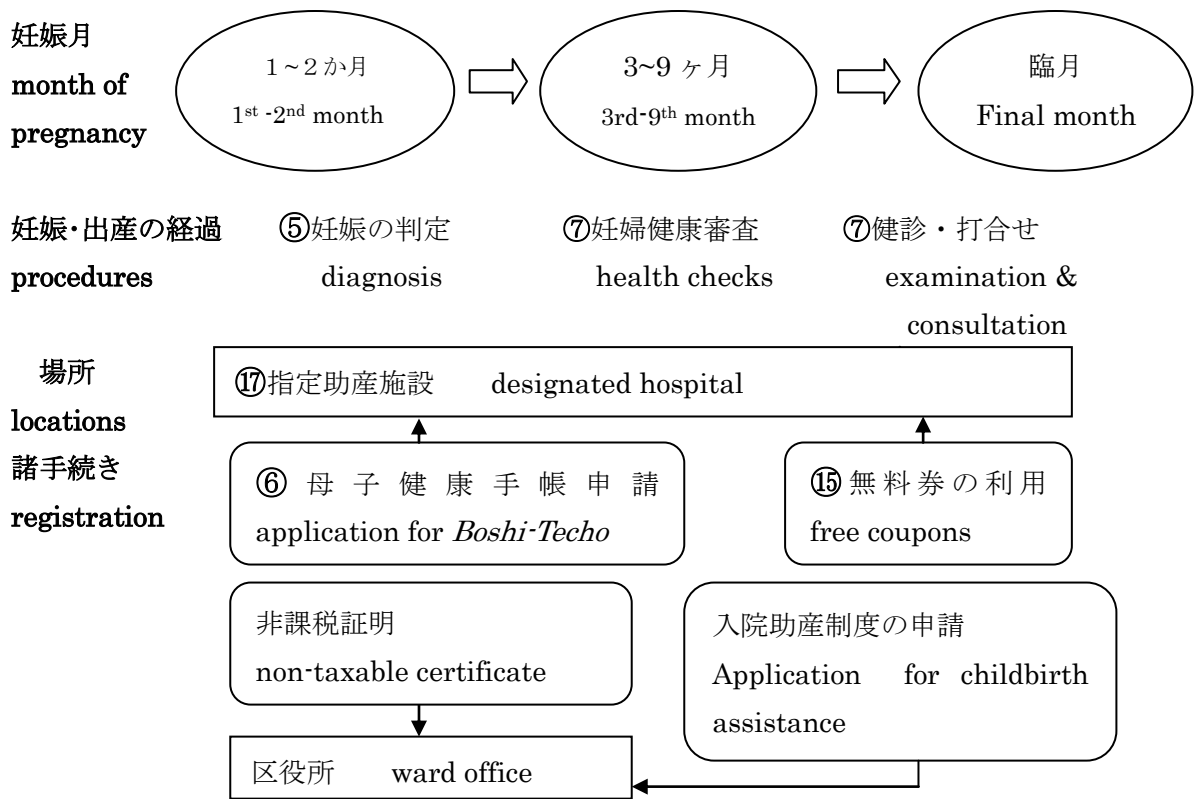 妊娠月
month of
pregnancy
1~2か月
1st -2nd month
3~9ヶ月
3rd-9th month
臨月
Final month
妊娠・出産の経過
procedures
⑤妊娠の判定
diagnosis
⑦妊婦健康審査
health checks
⑦健診・打合せ
examination &
consultation
場所
locations
⑰指定助産施設 designated hospital
諸手続き
registration
⑥母子健康手帳申請
application for Boshi-Techo
⑮無料券の利用
free coupons
非課税証明
non-taxable certificate
入院助産制度の申請
Application for childbirth
assistance
区役所 ward office